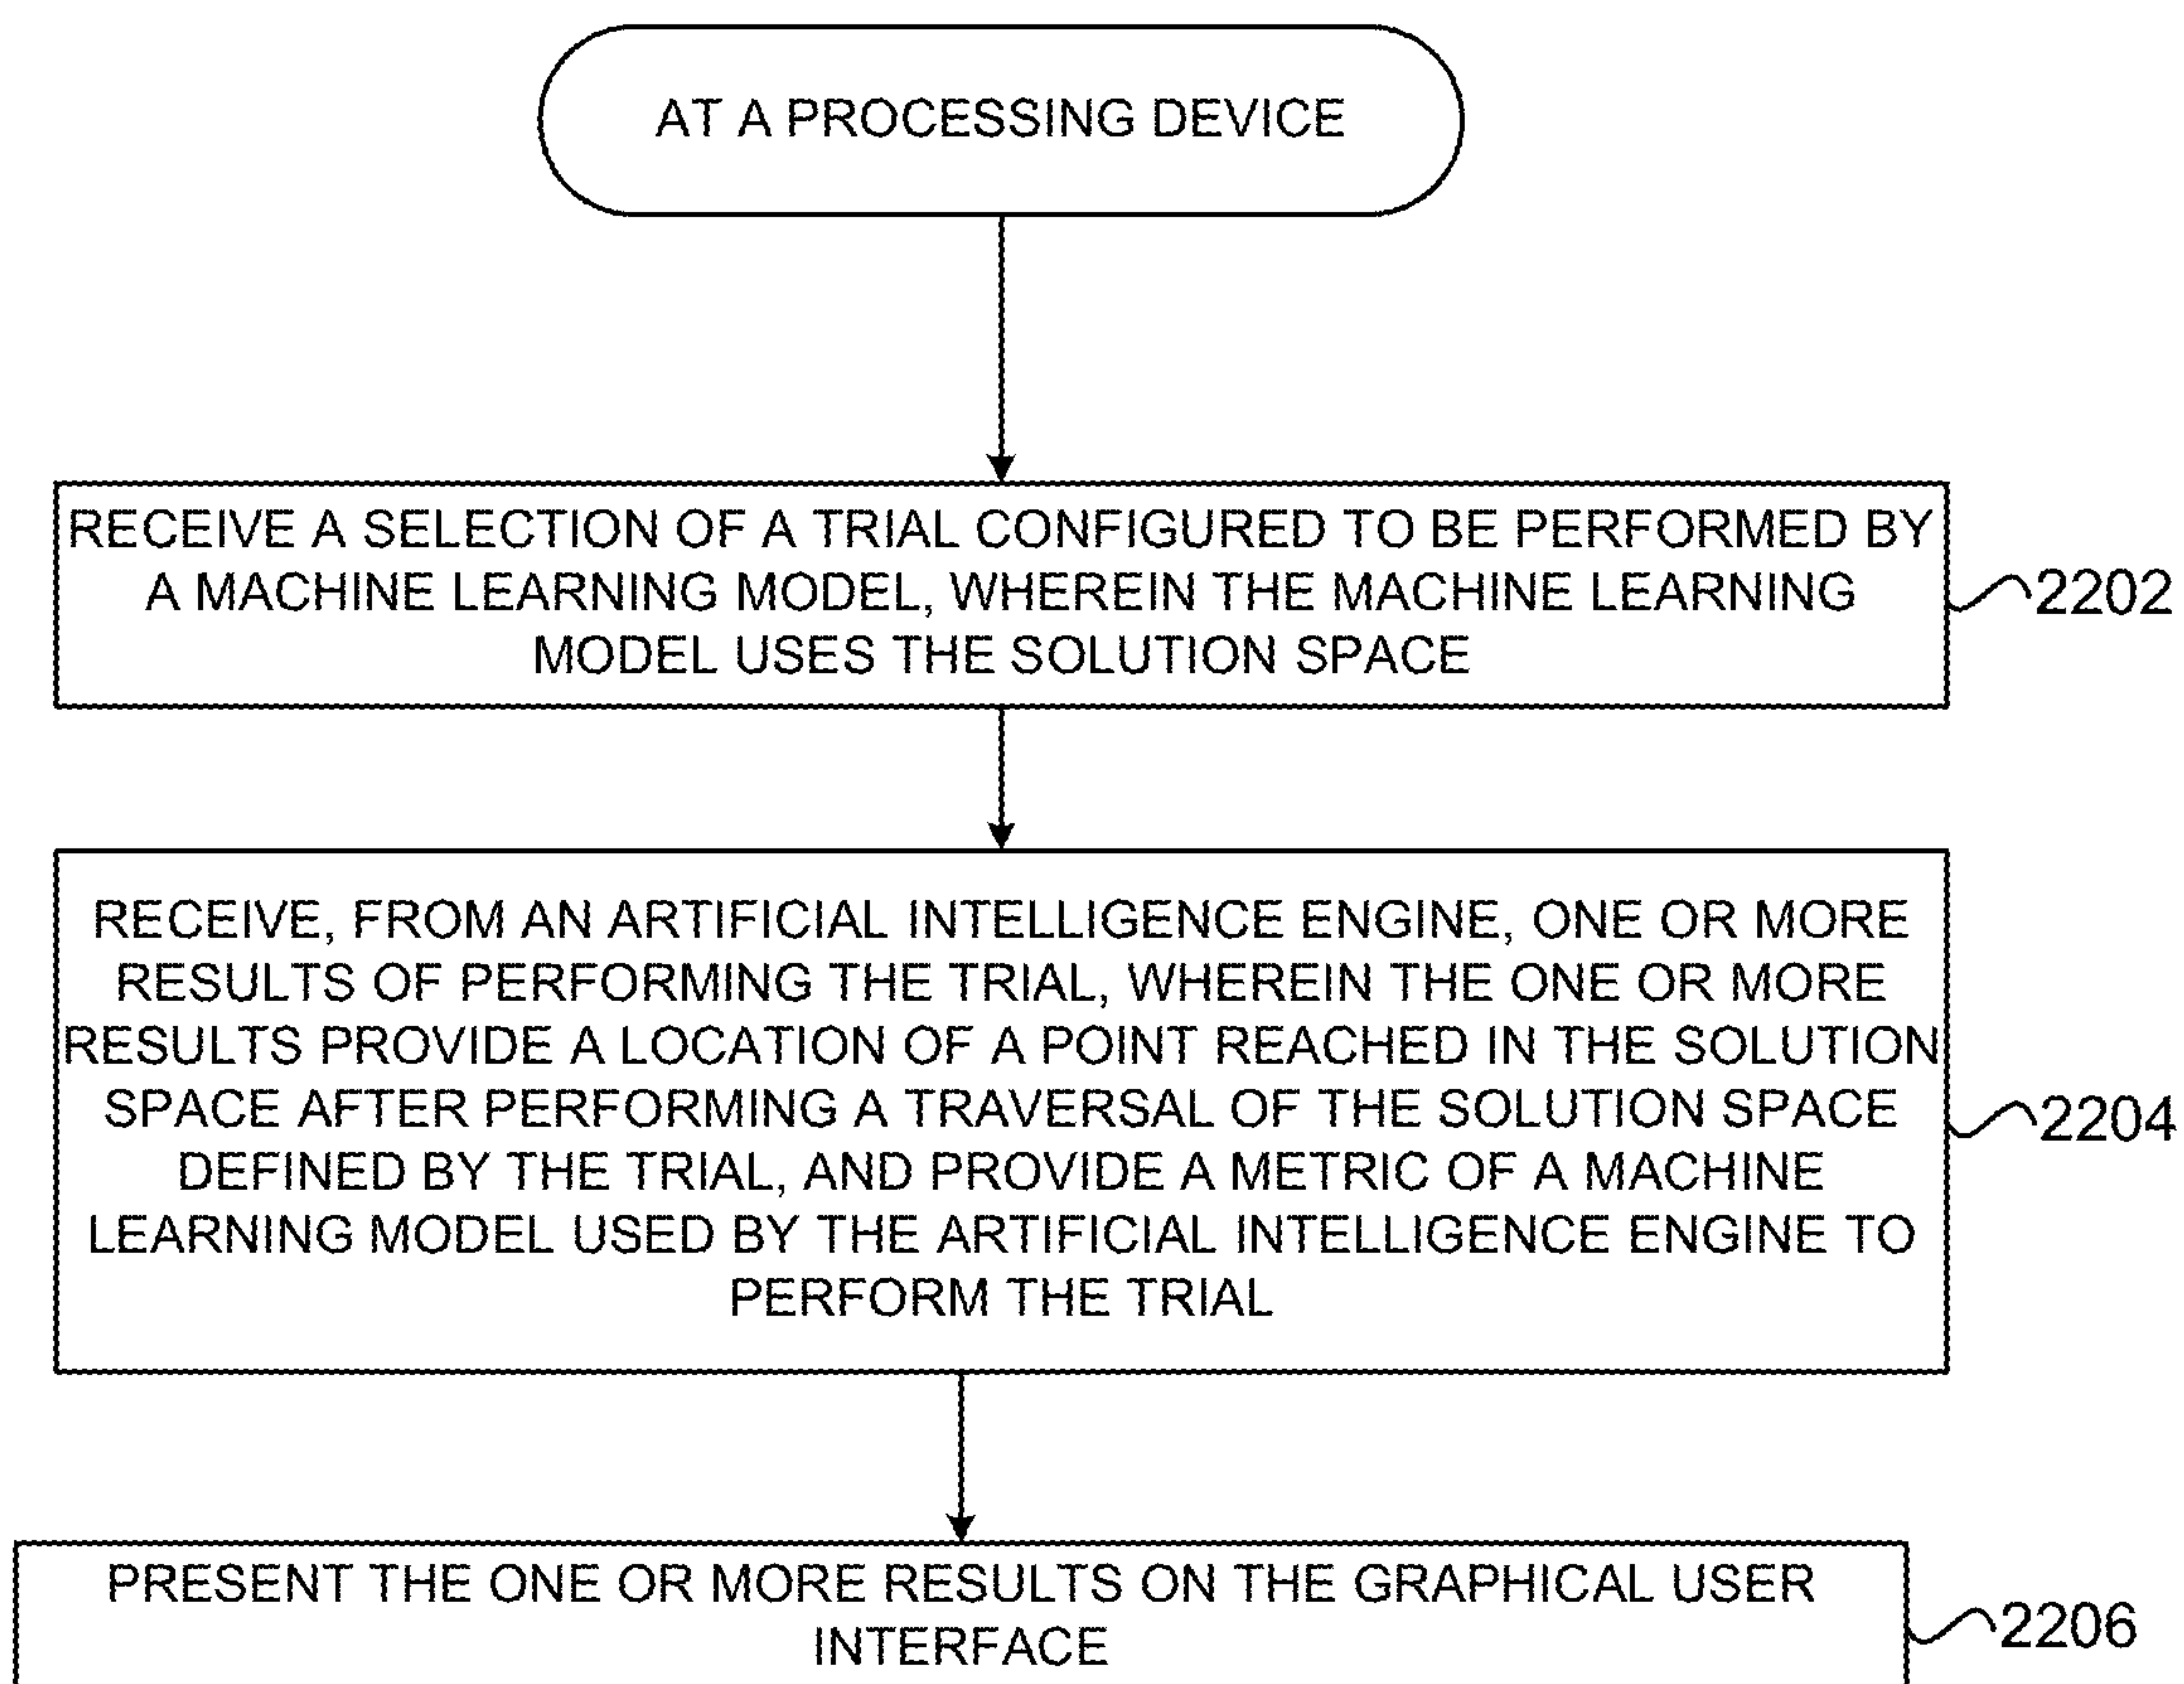 AT A PROCESSING DEVICE
RECEIVE A SELECTION OF A TRIAL CONFIGURED TO BE PERFORMED BY
A MACHINE LEARNING MODEL, WHEREIN THE MACHINE LEARNING
MODEL USES THE SOLUTION SPACE
2202
RECEIVE, FROM AN ARTIFICIAL INTELLIGENCE ENGINE, ONE OR MORE
RESULTS OF PERFORMING THE TRIAL, WHEREIN THE ONE OR MORE
RESULTS PROVIDE A LOCATION OF A POINT REACHED IN THE SOLUTION
SPACE AFTER PERFORMING A TRAVERSAL OF THE SOLUTION SPACE
DEFINED BY THE TRIAL, AND PROVIDE A METRIC OF A MACHINE
LEARNING MODEL USED BY THE ARTIFICIAL INTELLIGENCE ENGINE TO
PERFORM THE TRIAL
2204
PRESENT THE ONE OR MORE RESULTS ON THE GRAPHICAL USER
INTERFACE
2206